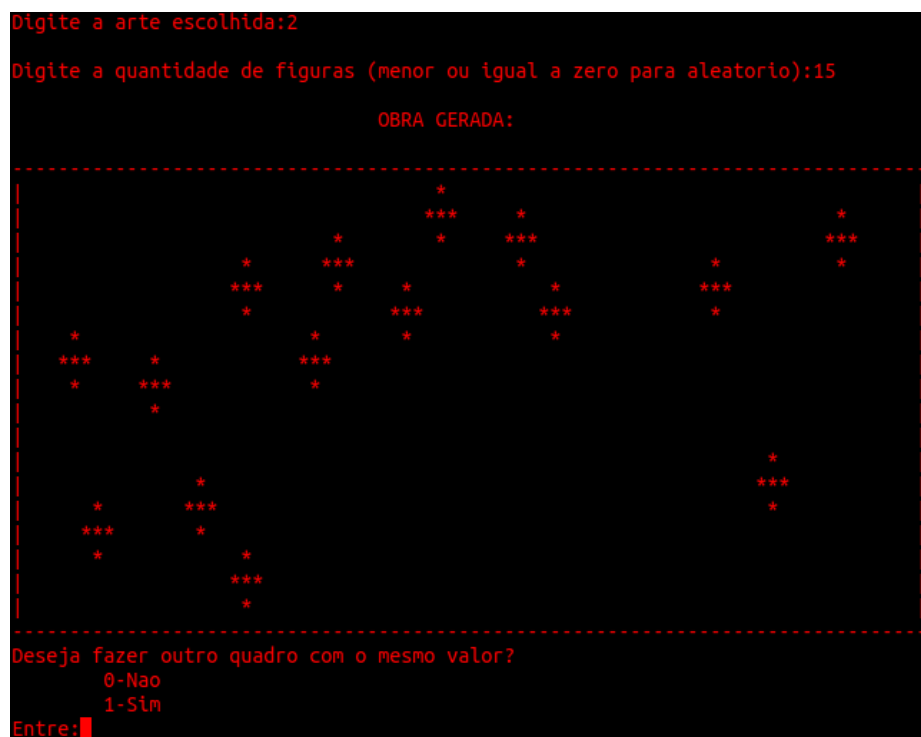 Digite a arte escolhida:2
Digite a quantidade de figuras (menor ou igual a zero para aleatorio):15
OBRA GERADA:
Deseja fazer outro quadro com o mesmo valor?
0-Nao
1-Sim
Entre: